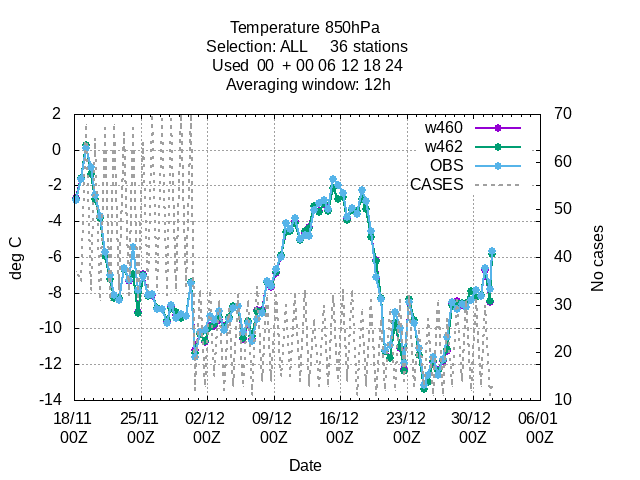 Temperature 850hPa
Selection: ALL     36 stations
Used  00  + 00 06 12 18 24
Averaging window: 12h
2
0
-2
-4
-6
-8
-10
-12
-14
deg C
70
60
50
40
30
20
10
No cases
w460
w462
OBS
CASES
18/11 25/11 02/12 09/12 16/12 23/12 30/12 06/01
00Z 00Z 00Z 00Z 00Z 00Z 00Z 00Z
Date